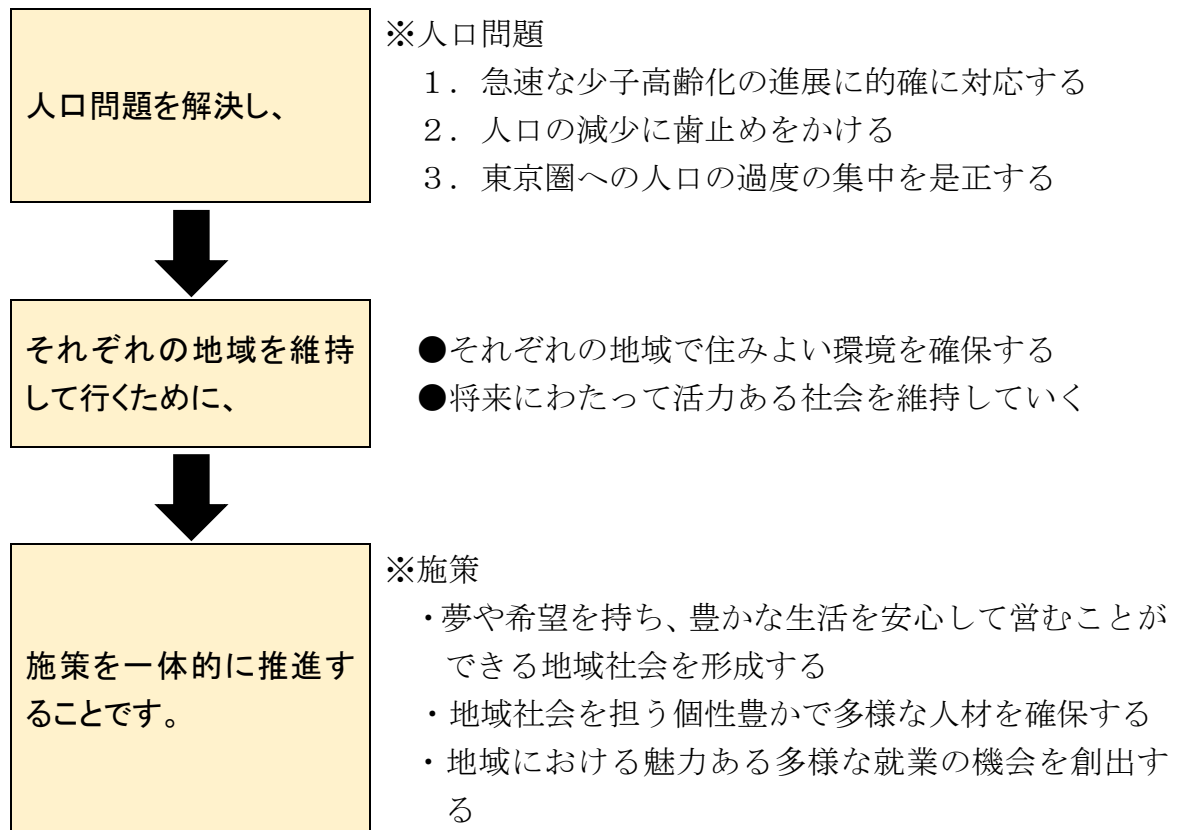 人口問題を解決し、
※人口問題
１．急速な少子高齢化の進展に的確に対応する
２．人口の減少に歯止めをかける
３．東京圏への人口の過度の集中を是正する
それぞれの地域を維持
して行くために、
●それぞれの地域で住みよい環境を確保する
●将来にわたって活力ある社会を維持していく
施策を一体的に推進す
ることです。
※施策
・夢や希望を持ち、豊かな生活を安心して営むことが
できる地域社会を形成する
・地域社会を担う個性豊かで多様な人材を確保する
・地域における魅力ある多様な就業の機会を創出す
る